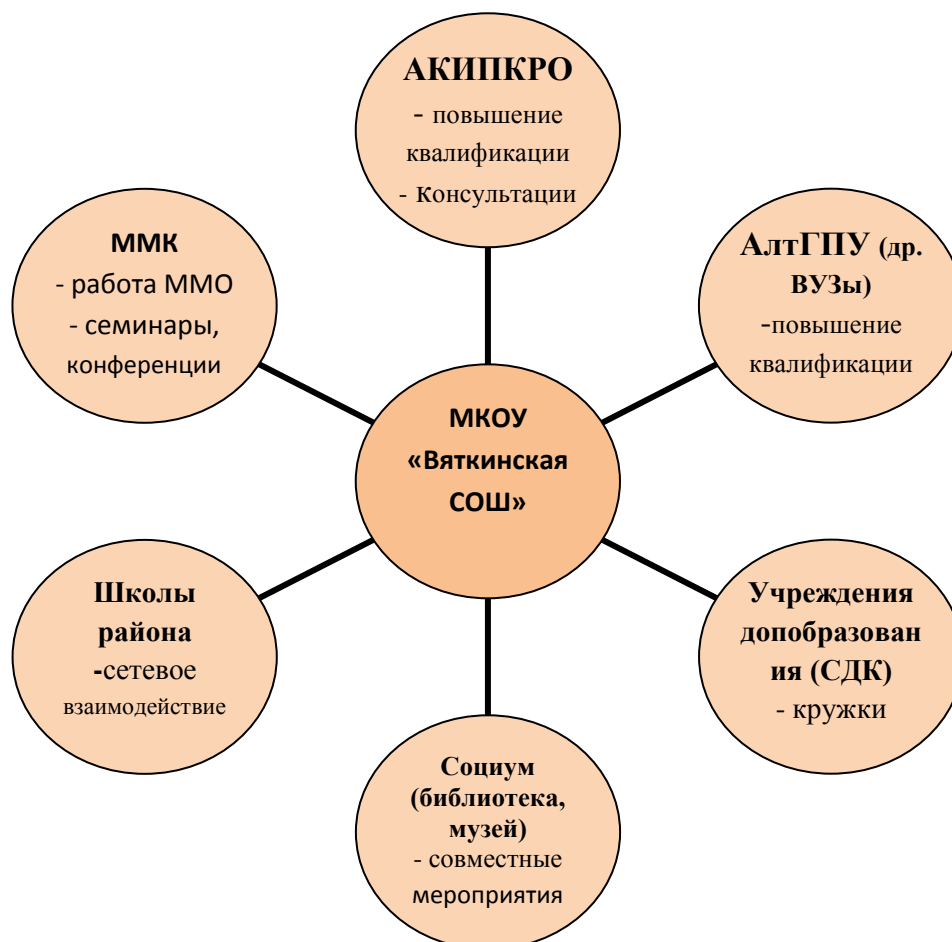 АКИПКРО
- повышение
квалификации
- Консультации
АлтГПУ (др.
ВУЗы)
-повышение
квалификации
Учреждения
допобразован
ия (СДК)
- кружки
Социум
(библиотека,
музей)
- совместные
мероприятия
Школы
района
-сетевое
взаимодействие
ММК
- работа ММО
- семинары,
конференции
МКОУ
«Вяткинская
СОШ»